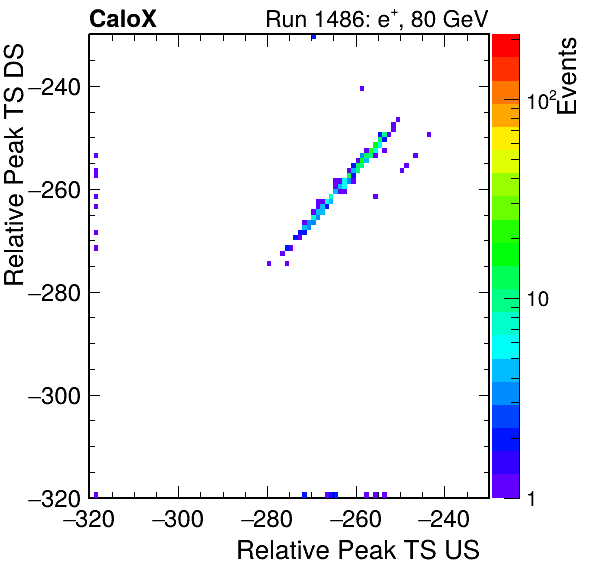 CaloX Run 1486: e+, 80 GeV
Relative Peak TS DS
−240
−260
−280
−300
−320
−320 −300 −280 −260 −240
Relative Peak TS US
Events
10²
10
1